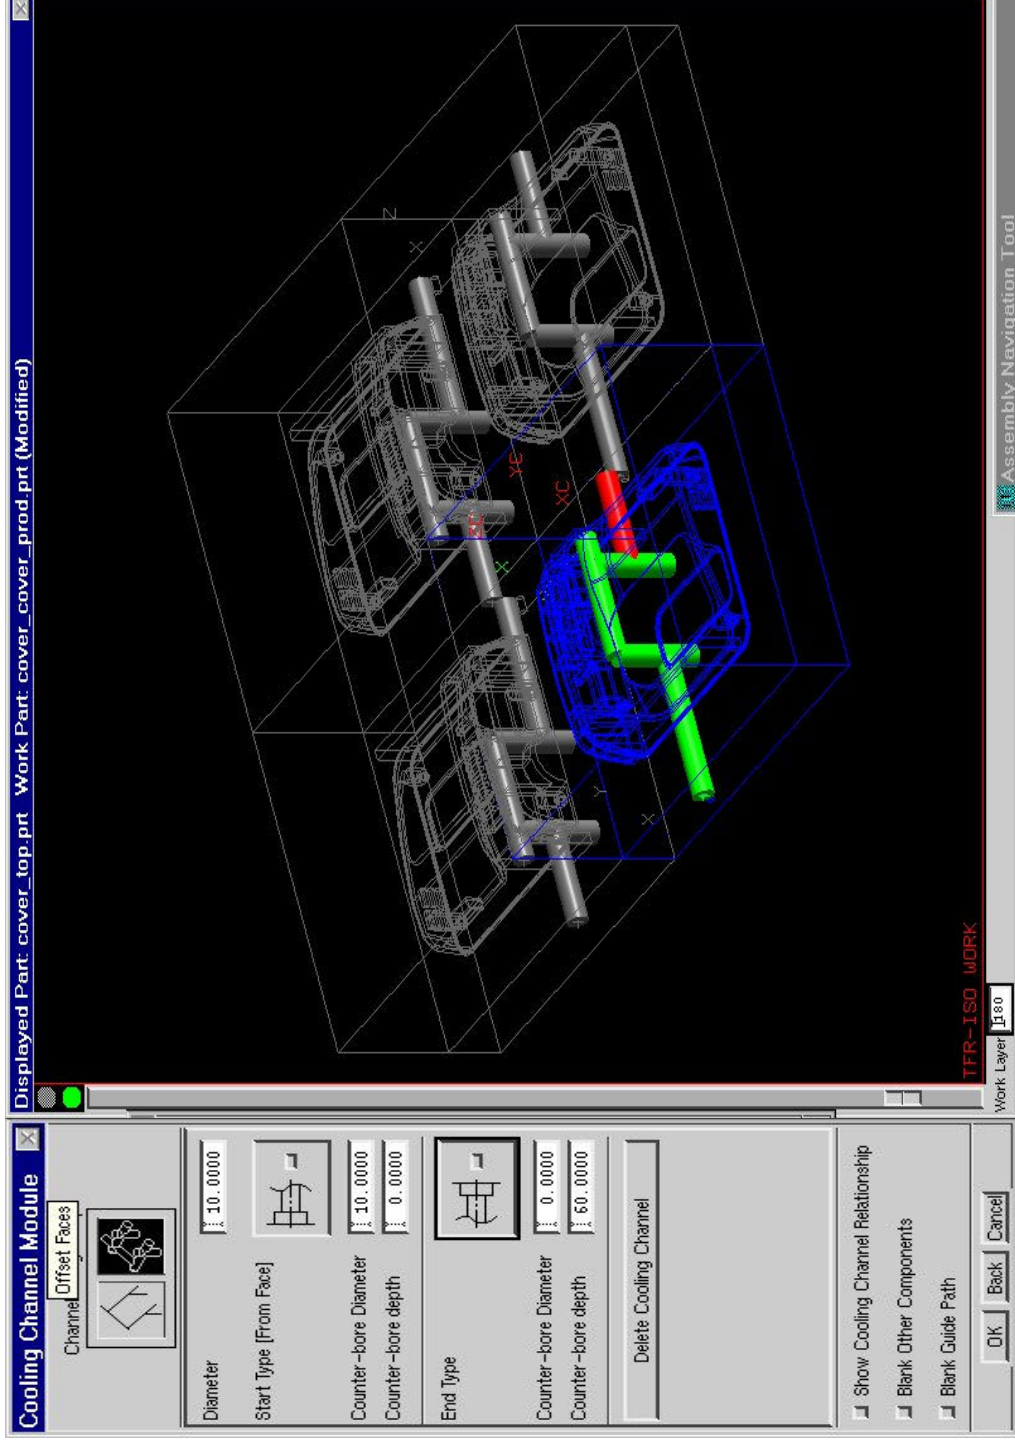 Cooling Channel Module
Channe
Offset Faces
Diameter
10.0000
Start Type [From Face]
Counter-bore Diameter
10.0000
Counter-bore depth
0.0000
End Type
Counter-bore Diameter
0.0000
Counter-bore depth
60.0000
Delete Cooling Channel
Show Cooling Channel Relationship
Blank Other Components
Blank Guide Path
OK
Back
Cancel
Displayed Part: cover_top.prt Work Part: cover_cover_prod.prt (Modified)
Z
X
YC
XC
ZC
X
Y
X
TFR-ISO WORK
Work Layer
180
Assembly Navigation Tool